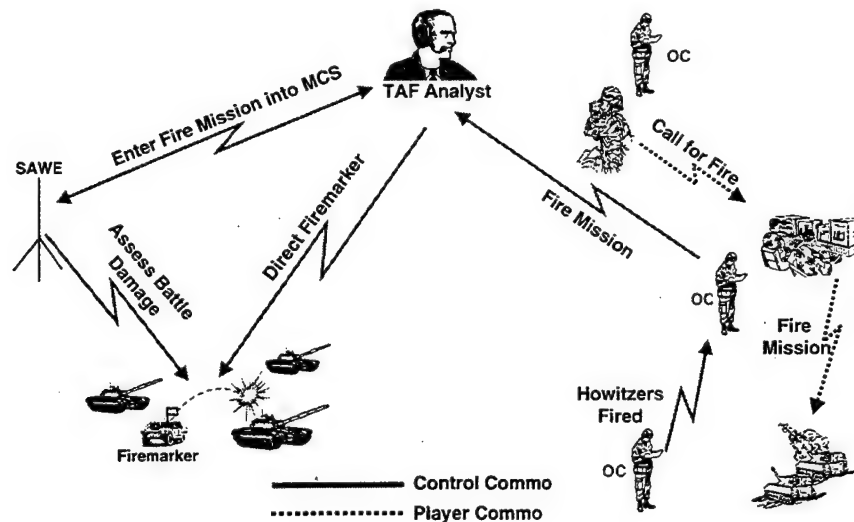 OC
TAF Analyst
Enter Fire Mission into MCS
SAWE
Call for Fire
Direct Firemarker
Fire Mission
Assess Battle
Damage
OC
Fire
Mission
Howitzers
Fired
Firemarker
OC
Control Commo
Player Commo